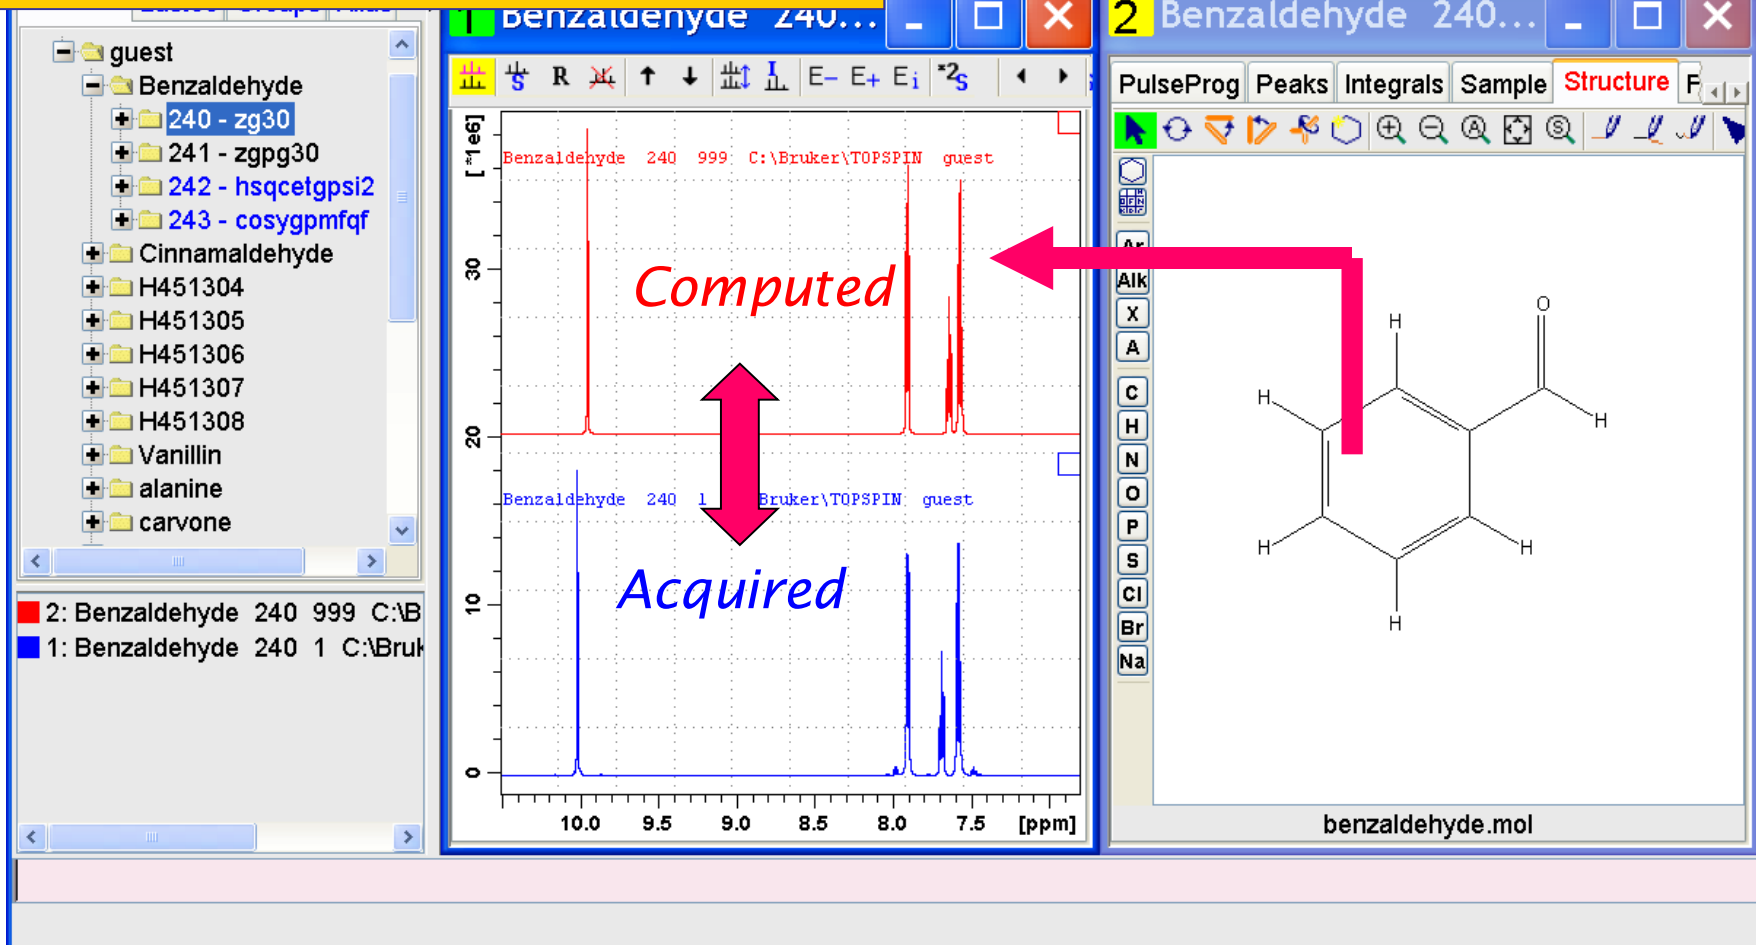 guest
Benzaldehyde
240 - zg30
241 - zgpg30
242 - hsqcetgpsi2
243 - cosygpmfqf
Cinnamaldehyde
H451304
H451305
H451306
H451307
H451308
Vanillin
alanine
carvone
2: Benzaldehyde 240 999 C:\B
1: Benzaldehyde 240 1 C:\Bruk
1 Benzaldehyde 240...
R E- E+ Ei *2 S
[*1e6]
Benzaldehyde 240 999 C:\Bruker\TOPSPIN guest
Computed
30
20
Benzaldehyde 240 1 Bruker\TOPSPIN guest
Acquired
10
0
10.0 9.5 9.0 8.5 8.0 7.5 [ppm]
2 Benzaldehyde 240...
PulseProg Peaks Integrals Sample Structure
Ar
Alk
X
A
C
H
N
O
P
S
Cl
Br
Na
O
H
H
H
H
H
H
benzaldehyde.mol